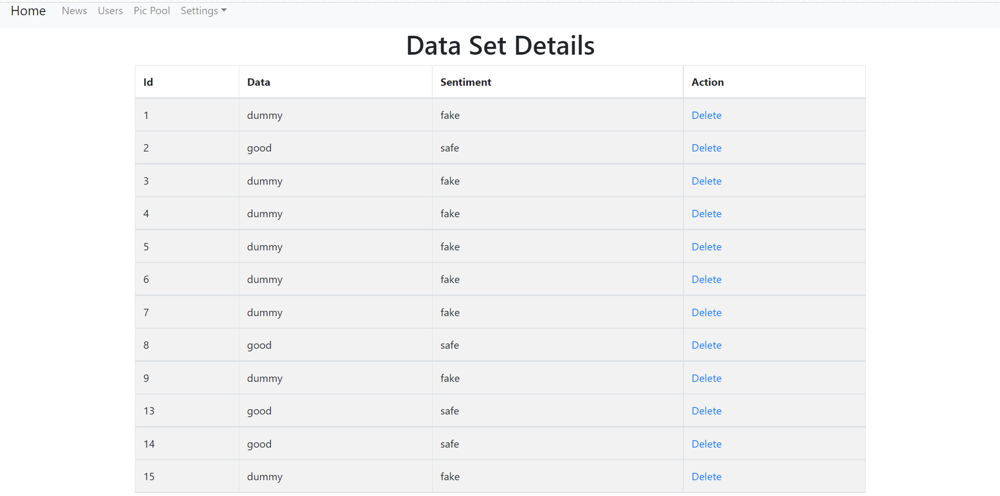 Home News Users Pic Pool Settings
Data Set Details
Id Data Sentiment Action
1 dummy fake Delete
2 good safe Delete
3 dummy fake Delete
4 dummy fake Delete
5 dummy fake Delete
6 dummy fake Delete
7 dummy fake Delete
8 good safe Delete
9 dummy fake Delete
13 good safe Delete
14 good safe Delete
15 dummy fake Delete